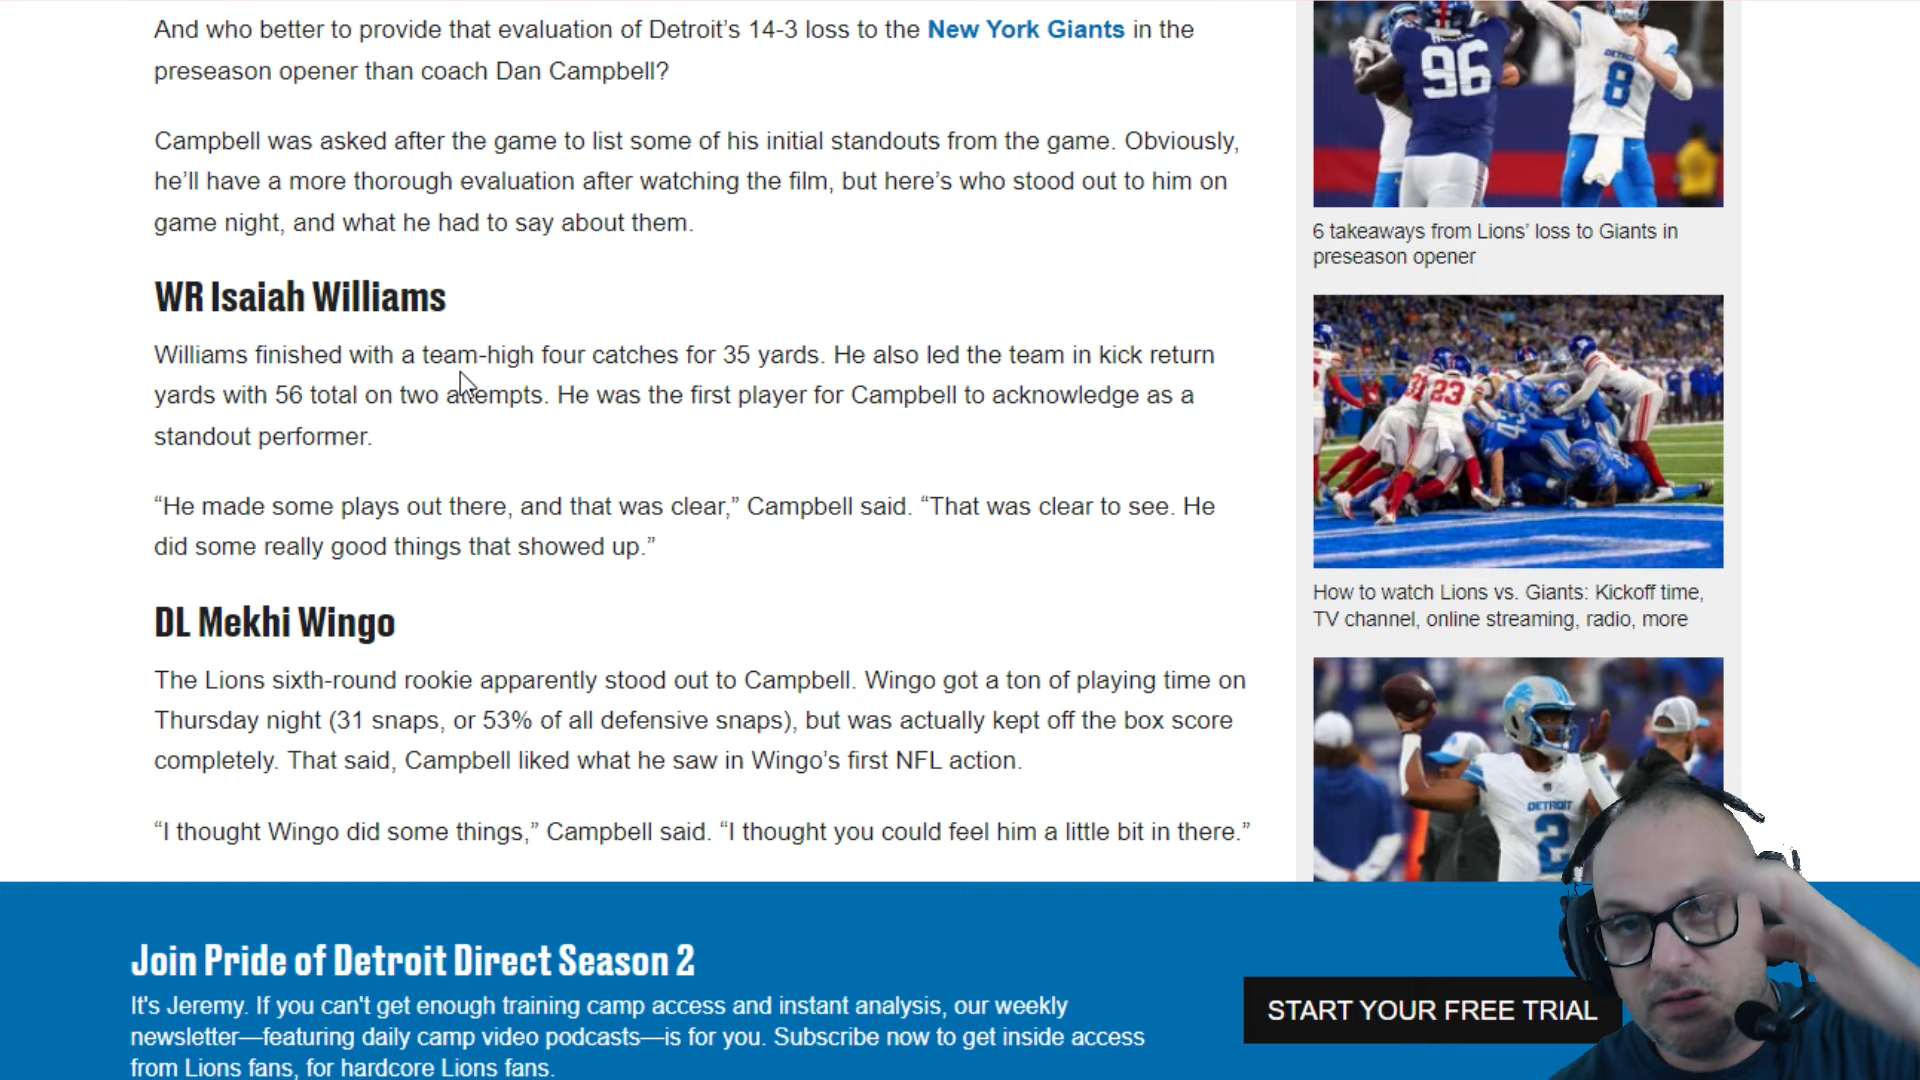 And who better to provide that evaluation of Detroit’s 14-3 loss to the New York Giants in the
preseason opener than coach Dan Campbell?
Campbell was asked after the game to list some of his initial standouts from the game. Obviously,
he’ll have a more thorough evaluation after watching the film, but here’s who stood out to him on
game night, and what he had to say about them.
WR Isaiah Williams
Williams finished with a team-high four catches for 35 yards. He also led the team in kick return
yards with 56 total on two attempts. He was the first player for Campbell to acknowledge as a
standout performer.
“He made some plays out there, and that was clear,” Campbell said. “That was clear to see. He
did some really good things that showed up.”
DL Mekhi Wingo
The Lions sixth-round rookie apparently stood out to Campbell. Wingo got a ton of playing time on
Thursday night (31 snaps, or 53% of all defensive snaps), but was actually kept off the box score
completely. That said, Campbell liked what he saw in Wingo’s first NFL action.
“I thought Wingo did some things,” Campbell said. “I thought you could feel him a little bit in there.”
96
DETROIT
8
6 takeaways from Lions’ loss to Giants in
preseason opener
23
How to watch Lions vs. Giants: Kickoff time,
TV channel, online streaming, radio, more
DETROIT
2
Join Pride of Detroit Direct Season 2
It's Jeremy. If you can't get enough training camp access and instant analysis, our weekly
newsletter—featuring daily camp video podcasts—is for you. Subscribe now to get inside access
from Lions fans, for hardcore Lions fans.
START YOUR FREE TRIAL